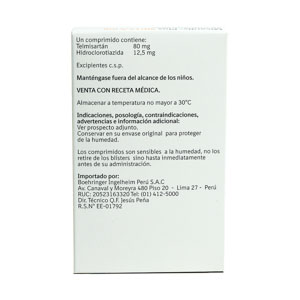 Un comprimido contiene:
Telmisartán 80 mg
Hidroclorotiazida 12,5 mg
Excipientes c.s.p.
Manténgase fuera del alcance de los niños.
VENTA CON RECETA MÉDICA.
Almacenar a temperatura no mayor a 30°C
Indicaciones, posología, contraindicaciones,
advertencias e información adicional:
Ver prospecto adjunto.
Conservar en su envase original para proteger
de la humedad.
Los comprimidos son sensibles a la humedad, no los
retire de los blísters sino hasta inmediatamente
antes de su administración.
Importado por:
Boehringer Ingelheim Perú S.A.C
Av. Canaval y Moreyra 480 Piso 20 - Lima 27 - Perú
RUC: 20523163320 Tel: (01) 412-5000
Dir. Técnico Q.F. Jesús Peña
R.S.N° EE-01792